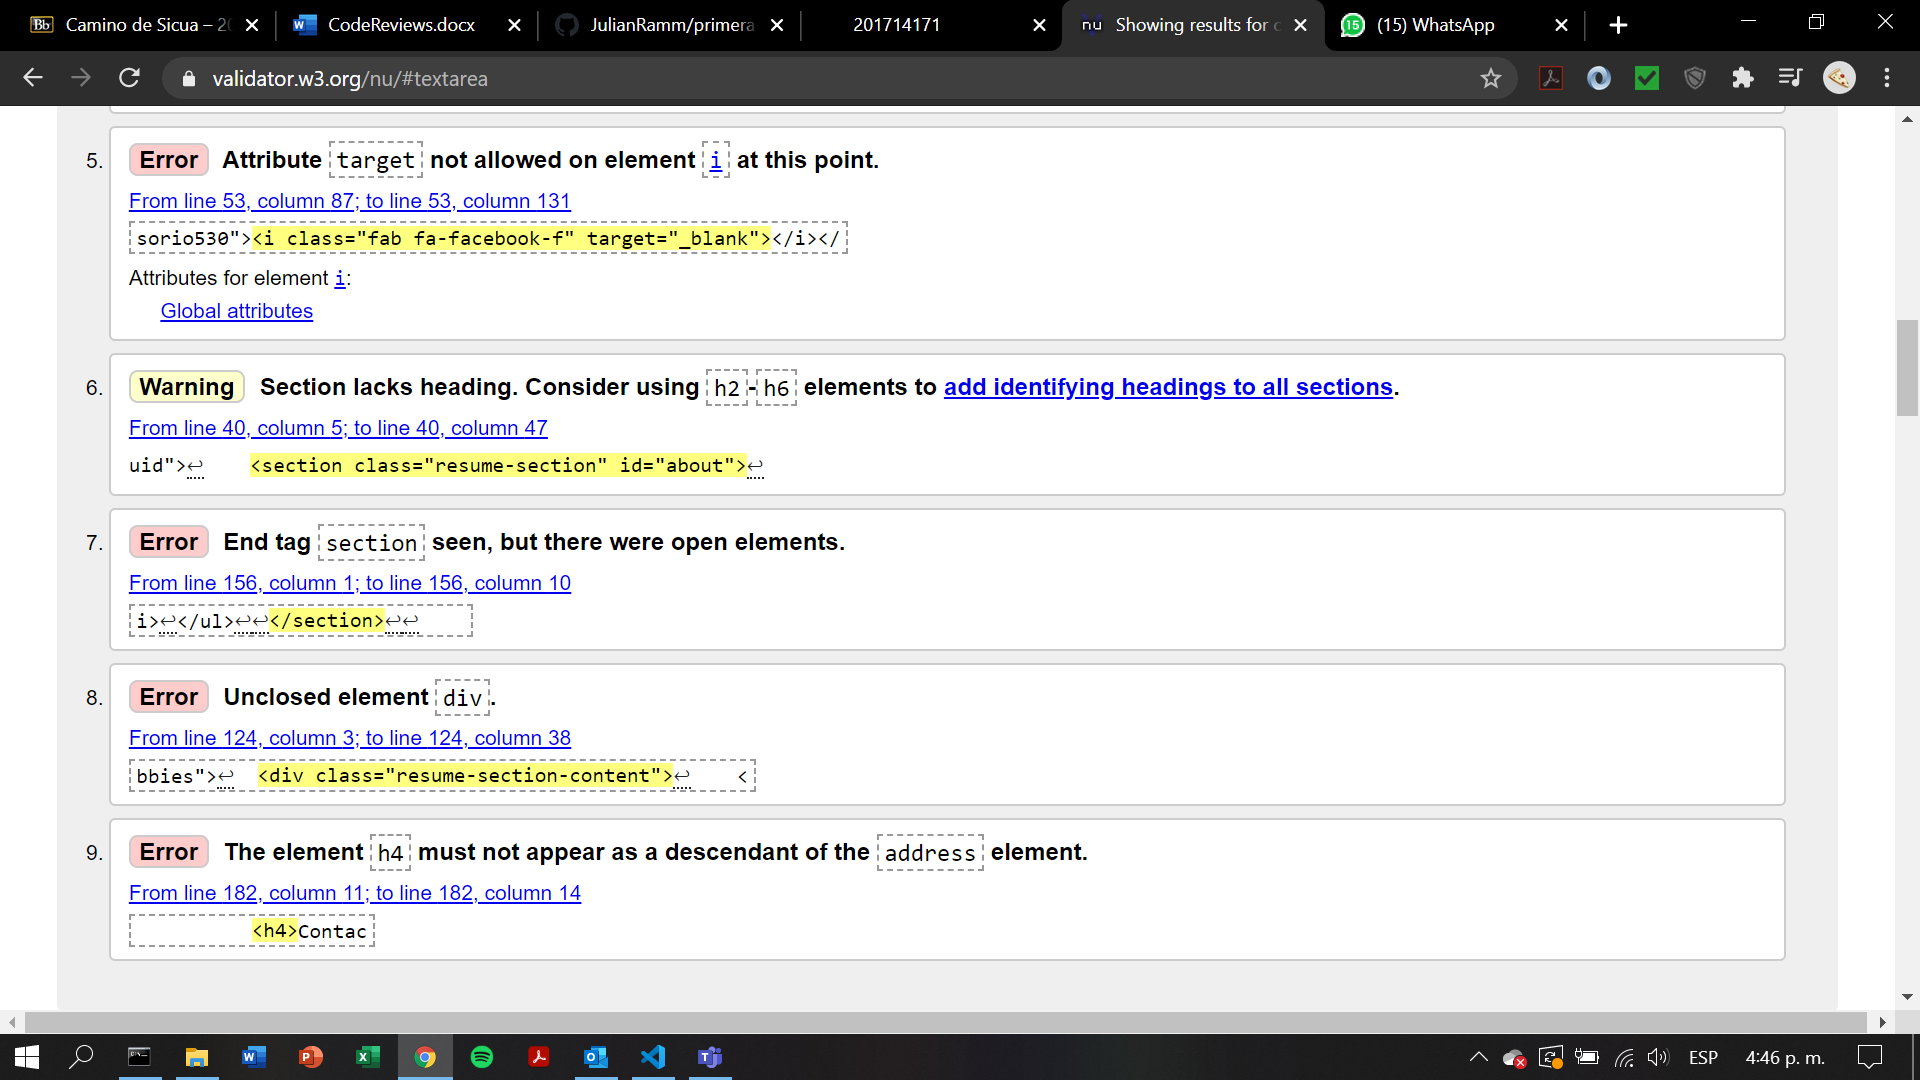 Camino de Sicua – 20
CodeReviews.docx
JulianRamm/primera
201714171
nu Showing results for
(15) WhatsApp
validator.w3.org/nu/#textarea
5. Error Attribute target not allowed on element i at this point.
From line 53, column 87; to line 53, column 131
sorio530"><i class="fab fa-facebook-f" target="_blank"></i></
Attributes for element i:
Global attributes
6. Warning Section lacks heading. Consider using h2-h6 elements to add identifying headings to all sections.
From line 40, column 5; to line 40, column 47
uid">↩ <section class="resume-section" id="about">↩
7. Error End tag section seen, but there were open elements.
From line 156, column 1; to line 156, column 10
i>↩</ul>↩↩</section>↩↩
8. Error Unclosed element div.
From line 124, column 3; to line 124, column 38
bbies">↩ <div class="resume-section-content">↩ <
9. Error The element h4 must not appear as a descendant of the address element.
From line 182, column 11; to line 182, column 14
<h4>Contac
ESP
4:46 p. m.